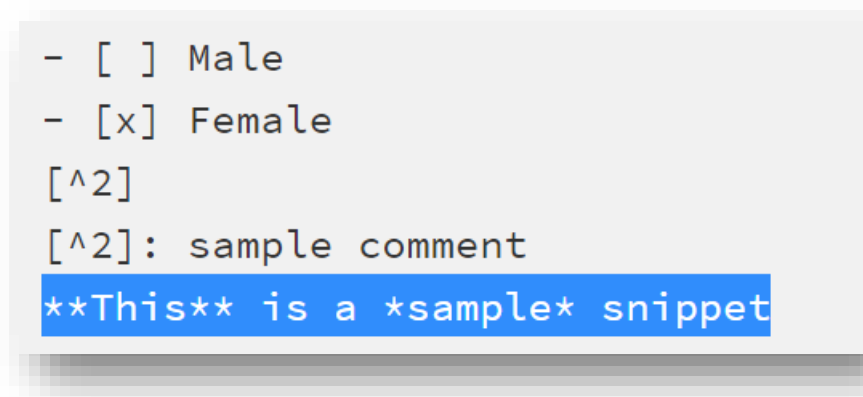 - [ ] Male
- [x] Female
[^2]
[^2]: sample comment
**This** is a *sample* snippet